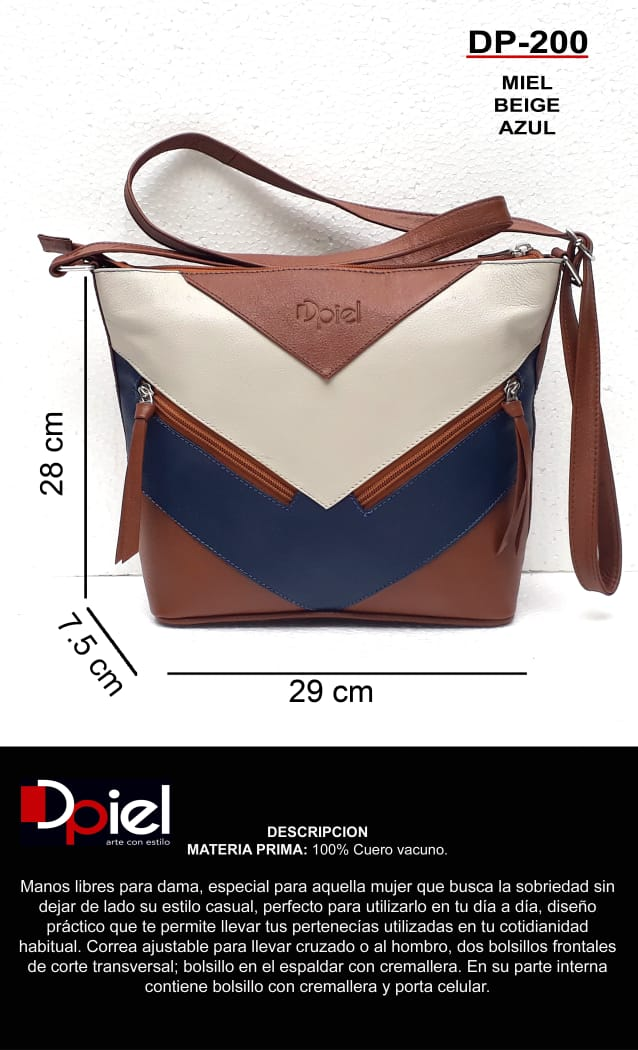 DP-200
MIEL
BEIGE
AZUL
Dpiel
28 cm
7.5 cm
29 cm
Dpiel
arte con estilo
DESCRIPCION
MATERIA PRIMA: 100% Cuero vacuno.
Manos libres para dama, especial para aquella mujer que busca la sobriedad sin
dejar de lado su estilo casual, perfecto para utilizarlo en tu día a día, diseño
práctico que te permite llevar tus pertenecías utilizadas en tu cotidianidad
habitual. Correa ajustable para llevar cruzado o al hombro, dos bolsillos frontales
de corte transversal; bolsillo en el espaldar con cremallera. En su parte interna
contiene bolsillo con cremallera y porta celular.